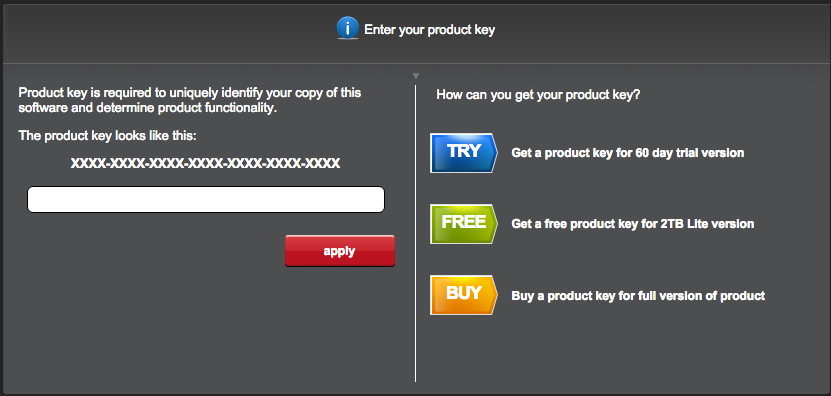 Enter your product key
Product key is required to uniquely identify your copy of this
software and determine product functionality.
The product key looks like this:
XXXX-XXXX-XXXX-XXXX-XXXX-XXXX-XXXX
apply
How can you get your product key?
TRY Get a product key for 60 day trial version
FREE Get a free product key for 2TB Lite version
BUY Buy a product key for full version of product